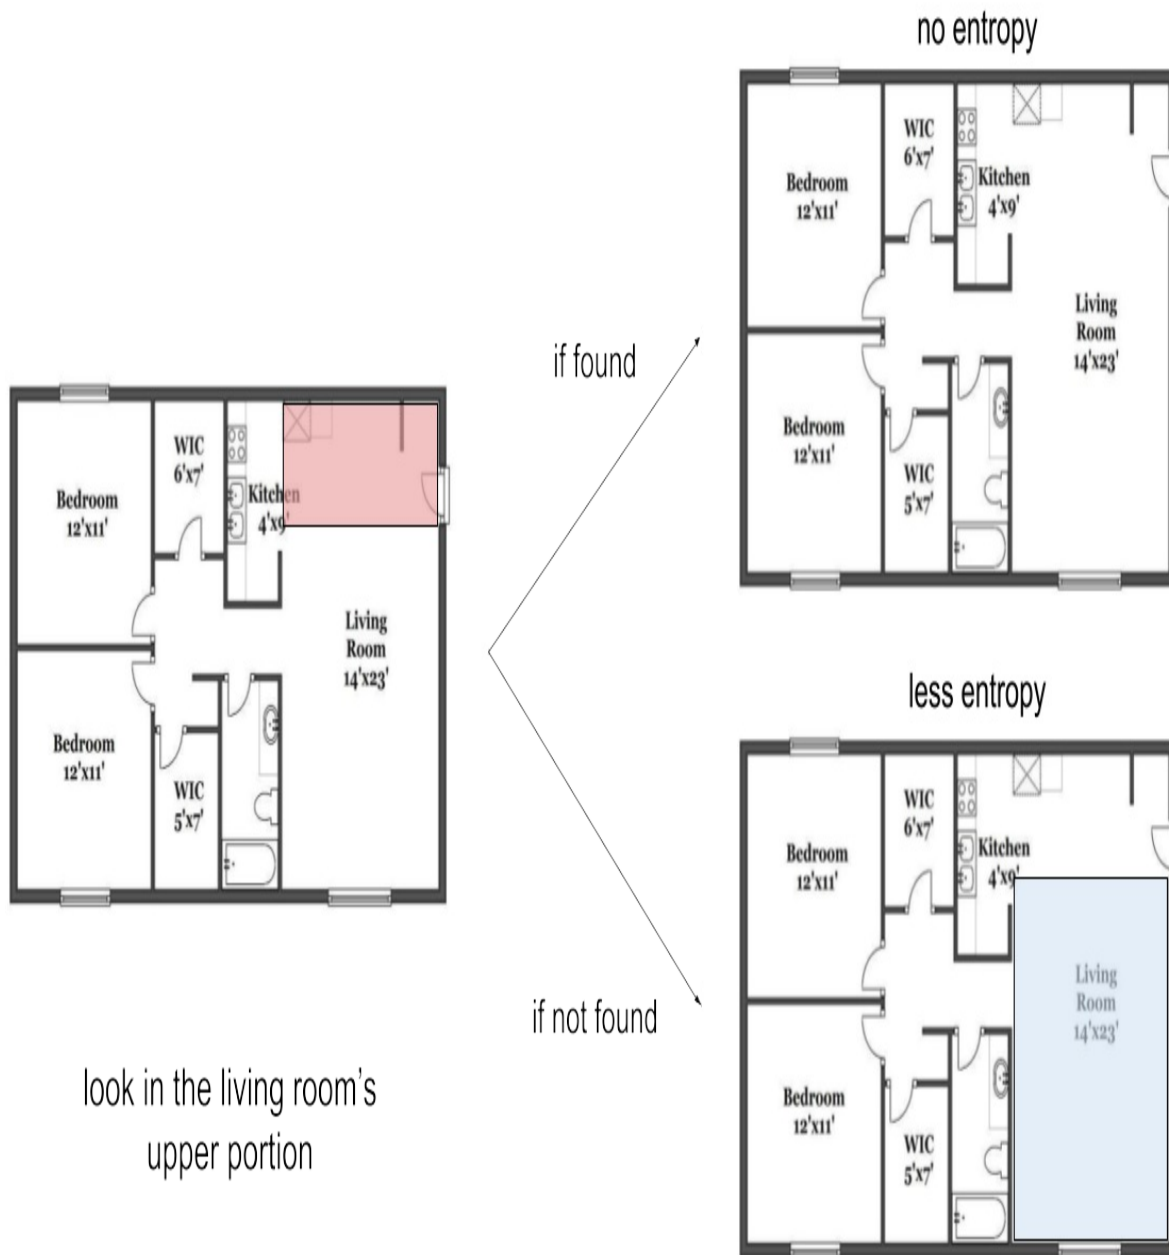 no entropy
WIC
6'x7'
Bedroom
12'x11'
Kitchen
4'x9'
Living
Room
14'x23'
Bedroom
12'x11'
WIC
5'x7'
if found
WIC
6'x7'
Bedroom
12'x11'
Kitchen
4'x9'
Living
Room
14'x23'
Bedroom
12'x11'
WIC
5'x7'
look in the living room's
upper portion
if not found
less entropy
WIC
6'x7'
Bedroom
12'x11'
Kitchen
4'x9'
Living
Room
14'x23'
Bedroom
12'x11'
WIC
5'x7'